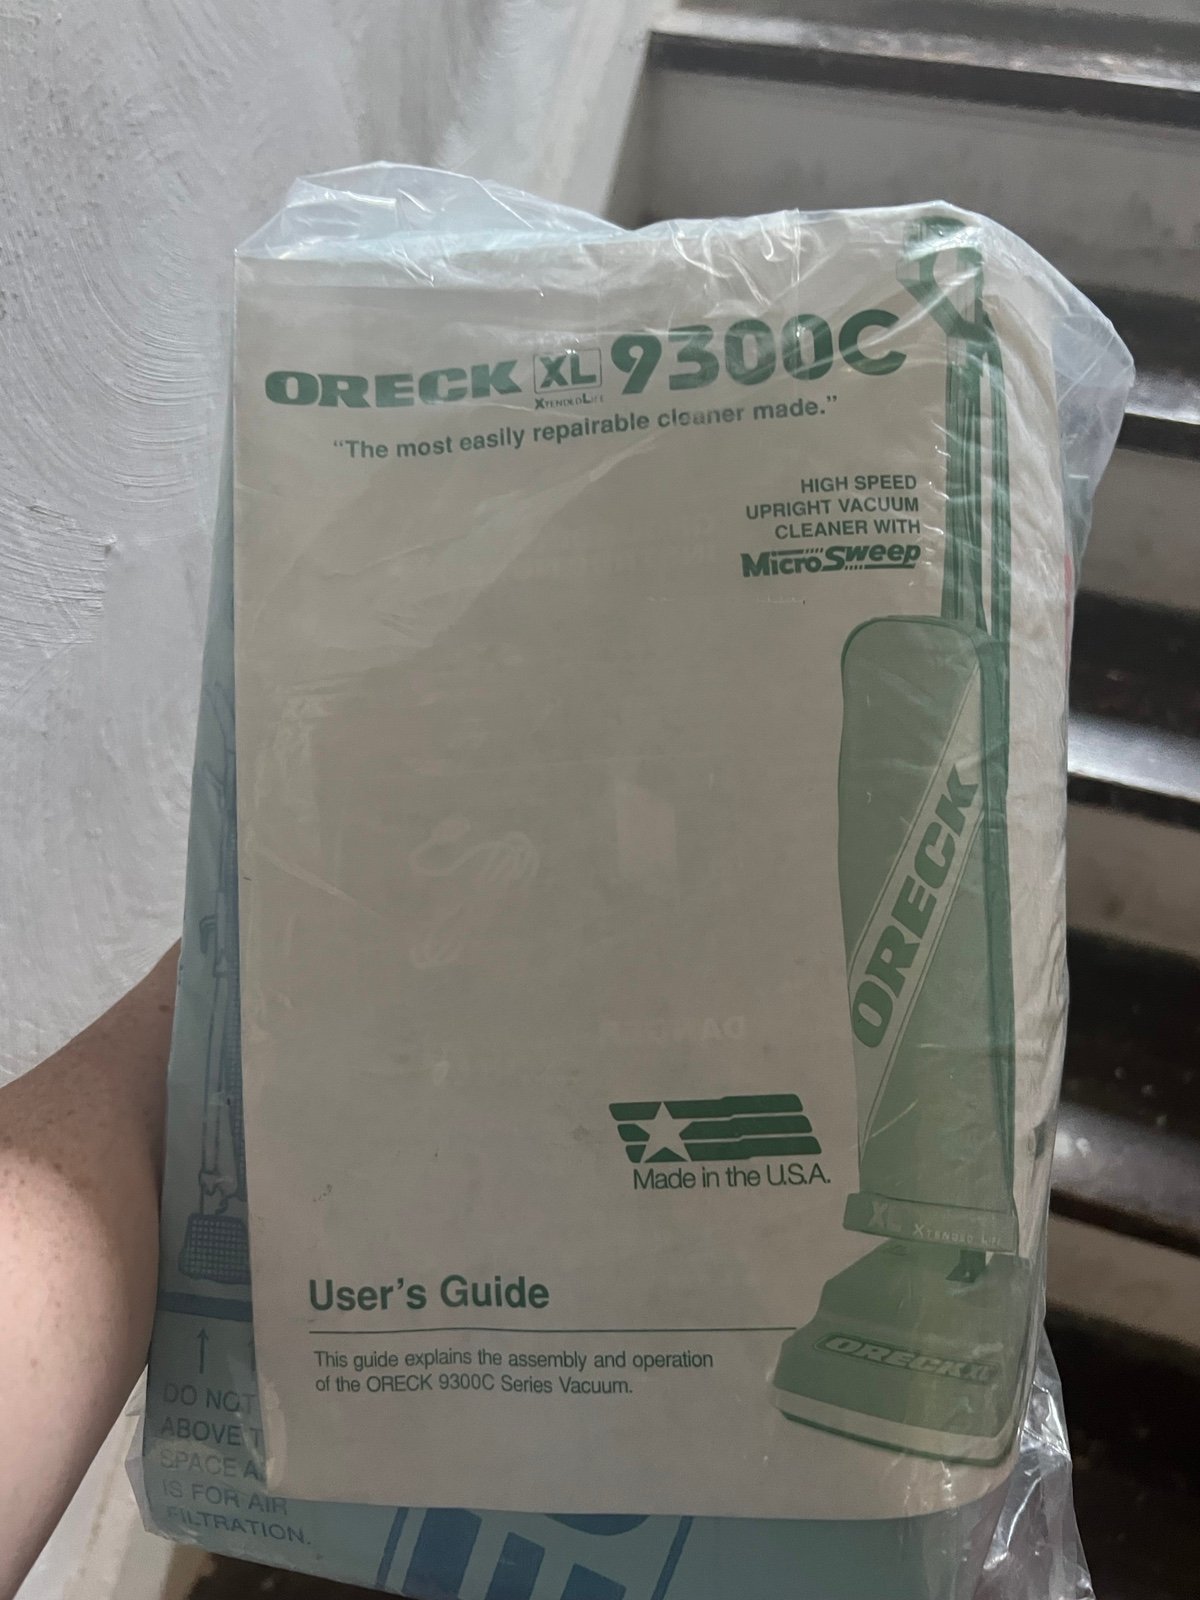 ORECK XL 9300C
XTENDED LIFE
“The most easily repairable cleaner made.”
HIGH SPEED
UPRIGHT VACUUM
CLEANER WITH
MicroSweep
ORECK
Made in the U.S.A.
XL XTENDED LIFE
ORECK XL
User's Guide
This guide explains the assembly and operation
of the ORECK 9300C Series Vacuum.
DO NOT
ABOVE
SPACE
IS FOR AIR
FILTRATION.